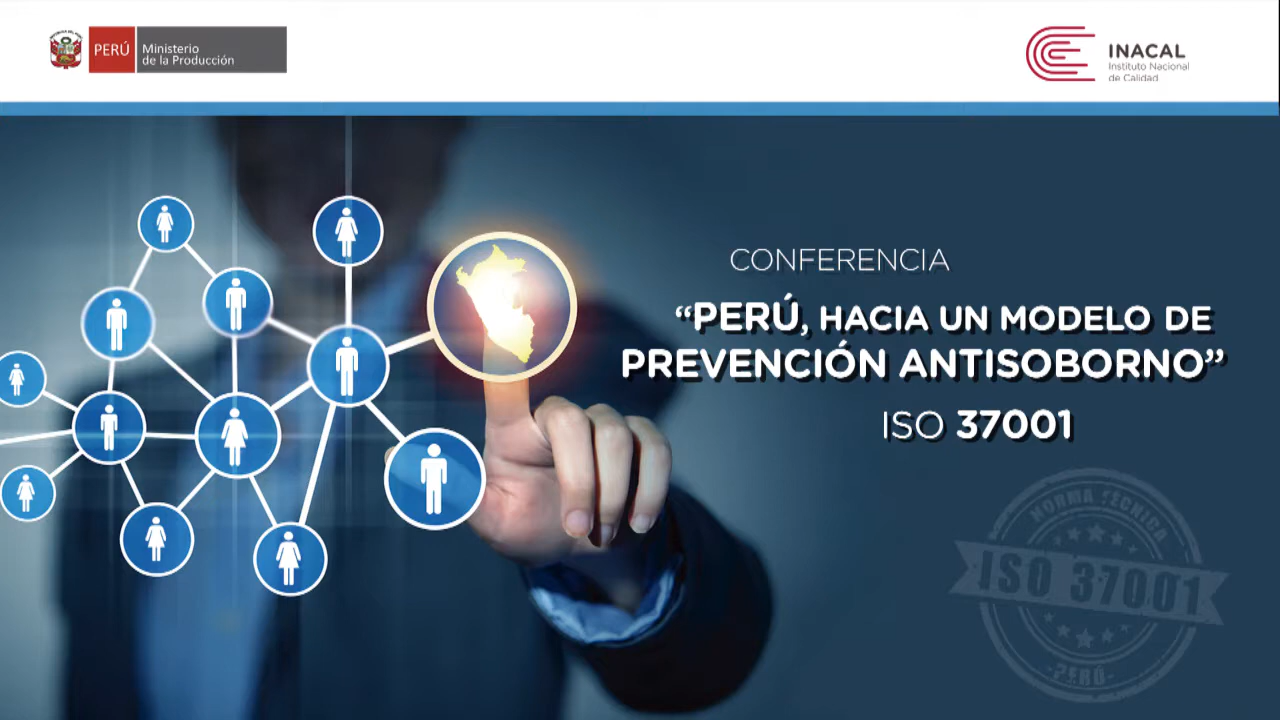 PERÚ
Ministerio
de la Producción
INACAL
Instituto Nacional
de Calidad
CONFERENCIA
“PERÚ, HACIA UN MODELO DE
PREVENCIÓN ANTISOBORNO”
ISO 37001
NORMA TÉCNICA
ISO 37001
-PERÚ-